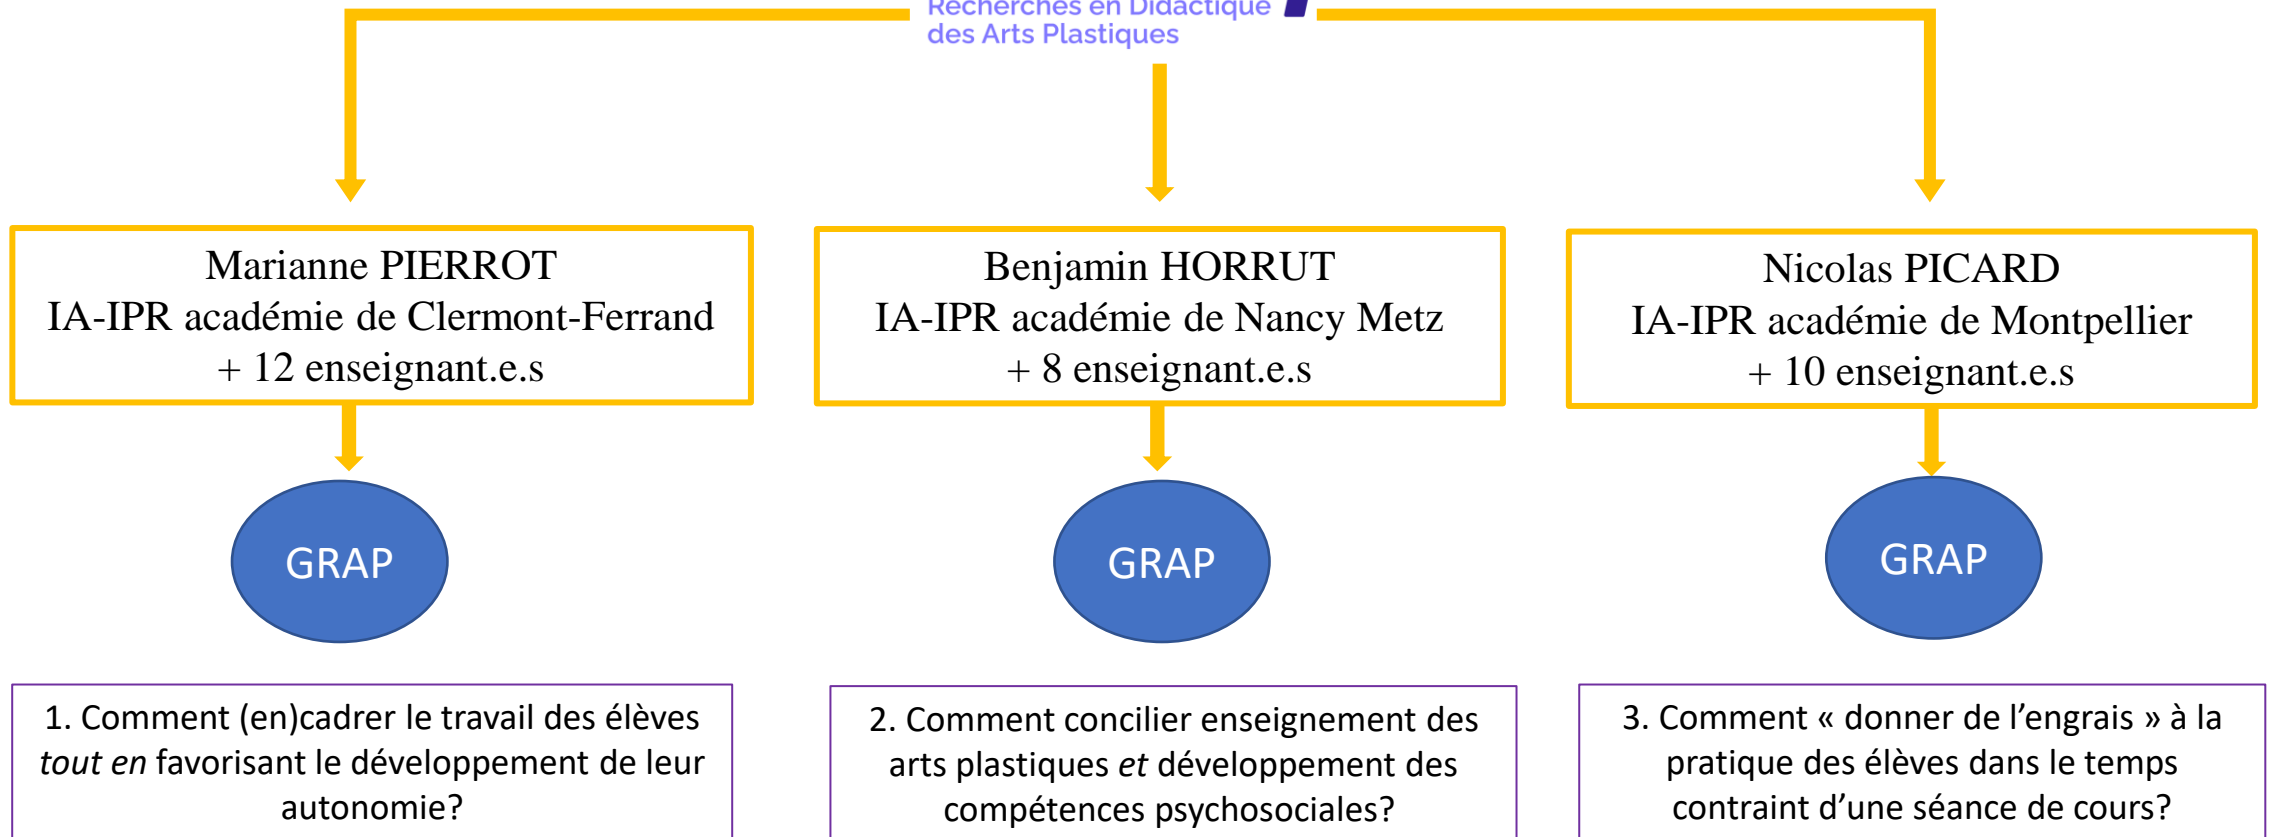 Recherches en Didactique
des Arts Plastiques
Marianne PIERROT
IA-IPR académie de Clermont-Ferrand
+ 12 enseignant.e.s
Benjamin HORRUT
IA-IPR académie de Nancy Metz
+ 8 enseignant.e.s
Nicolas PICARD
IA-IPR académie de Montpellier
+ 10 enseignant.e.s
GRAP
GRAP
GRAP
1. Comment (en)cadrer le travail des élèves
tout en favorisant le développement de leur
autonomie?
2. Comment concilier enseignement des
arts plastiques et développement des
compétences psychosociales?
3. Comment « donner de l’engrais » à la
pratique des élèves dans le temps
contraint d’une séance de cours?